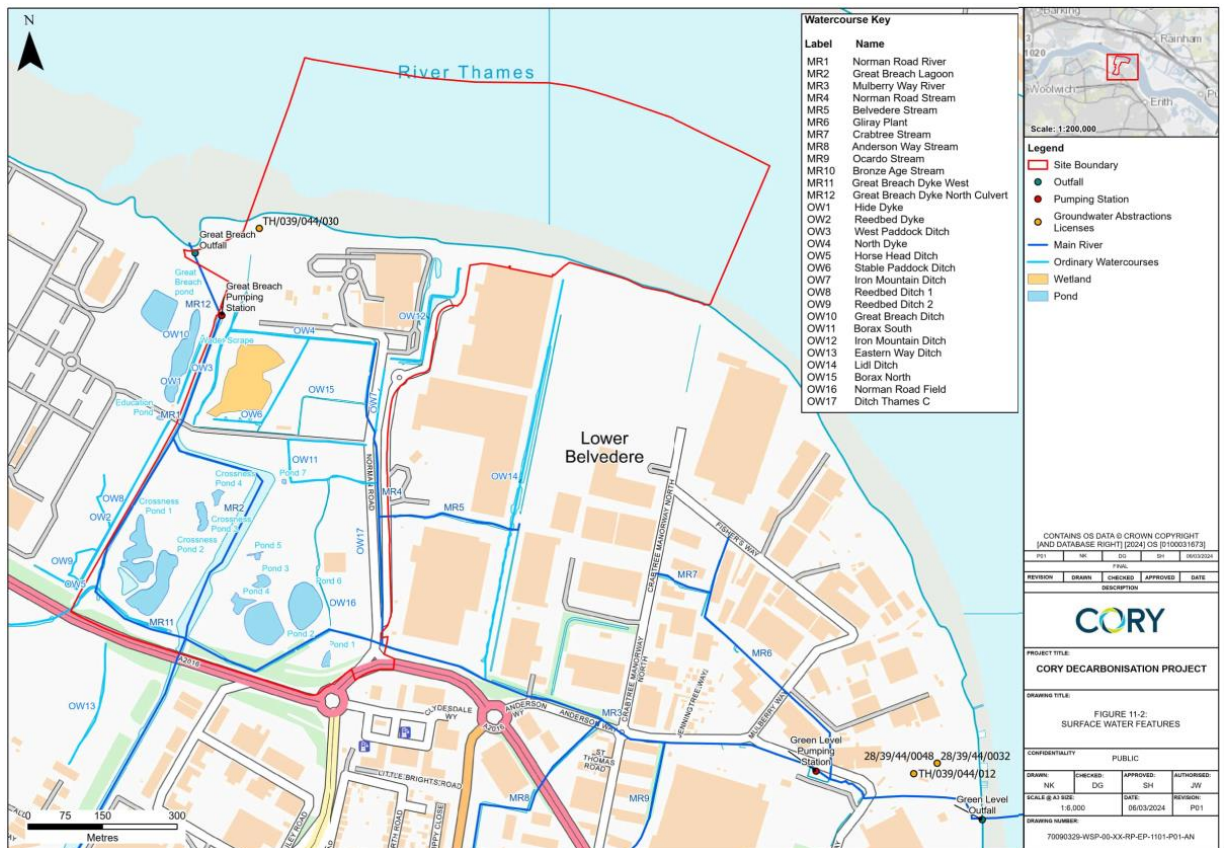 N
River Thames
TH/039/044/030
Great Breach
Outfall
Great
Breach
pond
Great Breach
Pumping
Station
MR12
OW10
OW4
OW12
OW3
OW1
OW15
OW7
Education
Pond
MR1
OW6
OW11
Pond 7
Crossness
Pond 4
MR2
NORMAN ROAD
MR4
OW14
Lower
Belvedere
OW8
OW2
Crossness
Pond 1
Crossness
Pond 2
MR5
OW17
Pond 5
Pond 3
Pond 4
Pond 6
OW16
OW9
OW5
Pond 2
Pond 1
MR11
A2016
OW13
CRABTREE MANORWAY NORTH
FISHER'S WAY
MR7
MR6
CRABTREE MANORWAY
NORTH
JENNINGTREE WAY
MULBERRY WAY
MR3
ANDERSON
WY
ANDERSON WAY
CLYDESDALE
WY
A2016
ST
THOMAS
ROAD
LITTLE BRIGHTS ROAD
MR8
MR9
Green Level
Pumping
Station
28/39/44/0048
28/39/44/0032
TH/039/044/012
Green Level
Outfall
0 75 150 300
Metres
Watercourse Key
Label Name
MR1 Norman Road River
MR2 Great Breach Lagoon
MR3 Mulberry Way River
MR4 Norman Road Stream
MR5 Belvedere Stream
MR6 Gliray Plant
MR7 Crabtree Stream
MR8 Anderson Way Stream
MR9 Ocardo Stream
MR10 Bronze Age Stream
MR11 Great Breach Dyke West
MR12 Great Breach Dyke North Culvert
OW1 Hide Dyke
OW2 Reedbed Dyke
OW3 West Paddock Ditch
OW4 North Dyke
OW5 Horse Head Ditch
OW6 Stable Paddock Ditch
OW7 Iron Mountain Ditch
OW8 Reedbed Ditch 1
OW9 Reedbed Ditch 2
OW10 Great Breach Ditch
OW11 Borax South
OW12 Iron Mountain Ditch
OW13 Eastern Way Ditch
OW14 Lidl Ditch
OW15 Borax North
OW16 Norman Road Field
OW17 Ditch Thames C
Barking
Rainham
Woolwich
Erith
Scale: 1:200,000
Legend
Site Boundary
Outfall
Pumping Station
Groundwater Abstractions
Licenses
Main River
Ordinary Watercourses
Wetland
Pond
CONTAINS OS DATA © CROWN COPYRIGHT
[AND DATABASE RIGHT] [2024] OS [0100031673]
P01 NK DG SH 06/03/2024
FINAL
REVISION DRAWN CHECKED APPROVED DATE
DESCRIPTION
CORY
PROJECT TITLE:
CORY DECARBONISATION PROJECT
DRAWING TITLE:
FIGURE 11-2:
SURFACE WATER FEATURES
CONFIDENTIALITY
PUBLIC
DRAWN: CHECKED: APPROVED: AUTHORISED:
NK DG SH JW
SCALE @ A3 SIZE: DATE: REVISION:
1:6,000 06/03/2024 P01
DRAWING NUMBER:
70090329-WSP-00-XX-RP-EP-1101-P01-AN